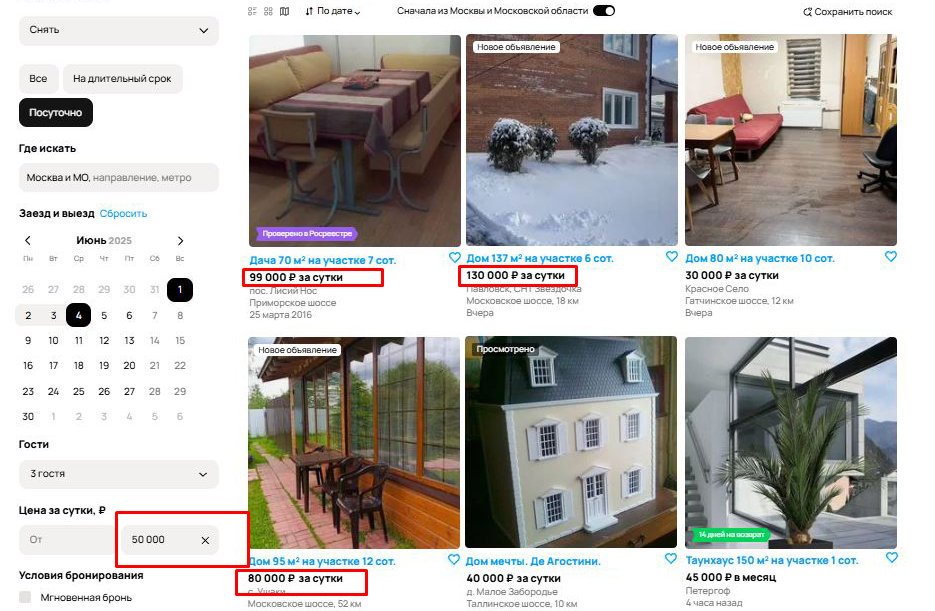 Снять
Все
На длительный срок
Посуточно
Где искать
Москва и МО, направление, метро
Заезд и выезд Сбросить
Июнь 2025
Пн Вт Ср Чт Пт Сб Вс
26 27 28 29 30 31 1
2 3 4 5 6 7 8
9 10 11 12 13 14 15
16 17 18 19 20 21 22
23 24 25 26 27 28 29
30 1 2 3 4 5 6
Гости
3 гостя
Цена за сутки, ₽
От
50 000
Условия бронирования
Мгновенная бронь
По дате
Сначала из Москвы и Московской области
Сохранить поиск
Проверено в Росреестре
Дача 70 м² на участке 7 сот.
99 000 ₽ за сутки
пос. Лисий Нос
Приморское шоссе
25 марта 2016
Новое объявление
Дом 137 м² на участке 6 сот.
130 000 ₽ за сутки
Павловск, СНТ Звездочка
Московское шоссе, 18 км
Вчера
Новое объявление
Дом 80 м² на участке 10 сот.
30 000 ₽ за сутки
Красное Село
Гатчинское шоссе, 12 км
Вчера
Новое объявление
Дом 95 м² на участке 12 сот.
80 000 ₽ за сутки
с. Ушаки
Московское шоссе, 52 км
Просмотрено
Дом мечты. Де Агостини.
40 000 ₽ за сутки
д. Малое Забородье
Таллинское шоссе, 10 км
14 дней на возврат
Таунхаус 150 м² на участке 1 сот.
45 000 ₽ в месяц
Петергоф
4 часа назад